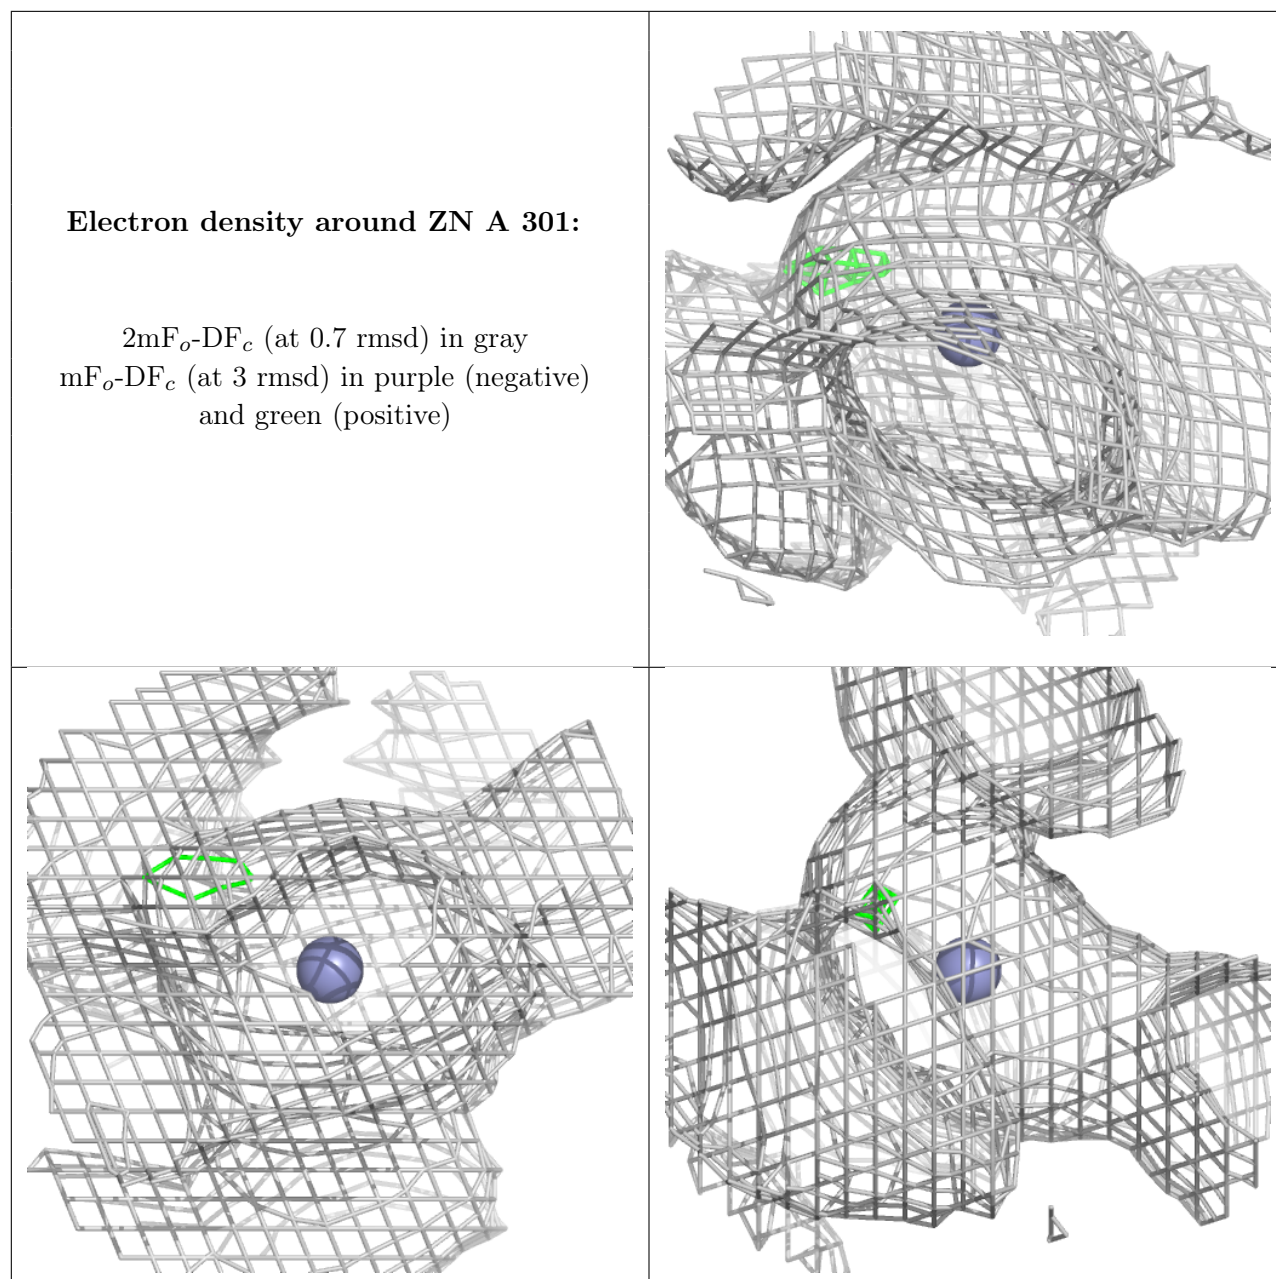 Electron density around ZN A 301:
2mFo-DFc (at 0.7 rmsd) in gray
mFo-DFc (at 3 rmsd) in purple (negative)
and green (positive)